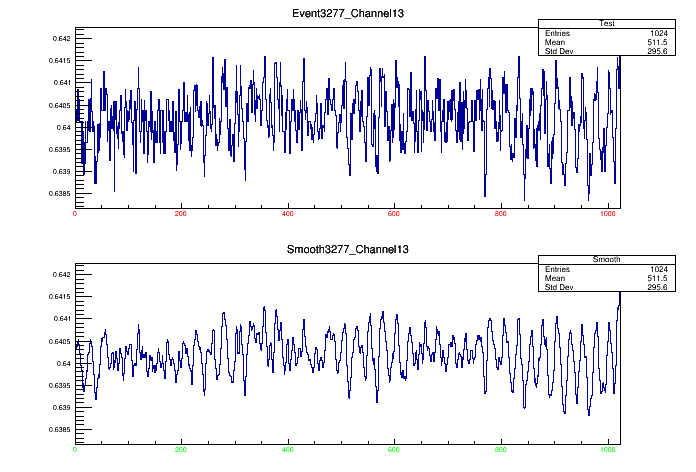 Event3277_Channel13
Test
Entries 1024
Mean 511.5
Std Dev 295.6
0.642
0.6415
0.641
0.6405
0.64
0.6395
0.639
0.6385
0 200 400 600 800 1000
Smooth3277_Channel13
Smooth
Entries 1024
Mean 511.5
Std Dev 295.6
0.642
0.6415
0.641
0.6405
0.64
0.6395
0.639
0.6385
0 200 400 600 800 1000